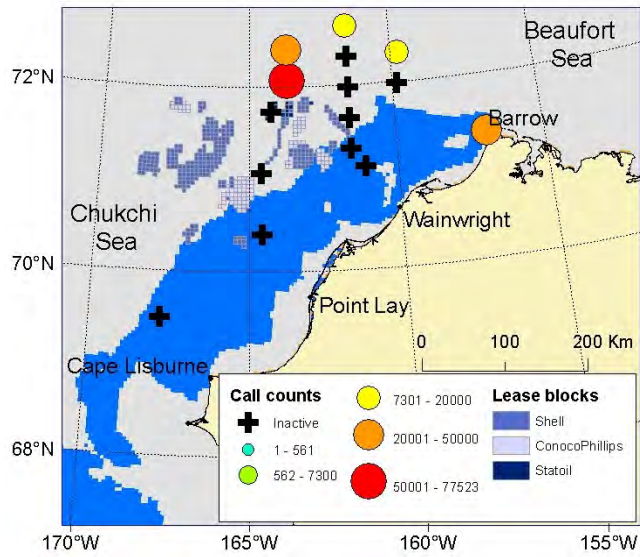 Beaufort
Sea
72°N
Barrow
Chukchi
Sea
Wainwright
70°N
Point Lay
0 100 200 Km
Cape Lisburne
Call counts
Inactive
1 - 561
562 - 7300
7301 - 20000
20001 - 50000
50001 - 77523
Lease blocks
Shell
ConocoPhillips
Statoil
68°N
170°W 165°W 160°W 155°W